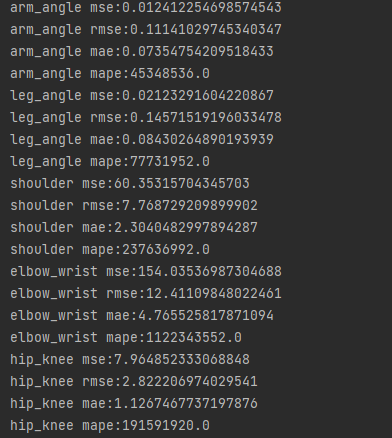 arm_angle mse:0.012412254698574543
arm_angle rmse:0.11141029745340347
arm_angle mae:0.07354754209518433
arm_angle mape:45348536.0
leg_angle mse:0.02123291604220867
leg_angle rmse:0.14571519196033478
leg_angle mae:0.08430264890193939
leg_angle mape:77731952.0
shoulder mse:60.35315704345703
shoulder rmse:7.768729209899902
shoulder mae:2.3040482997894287
shoulder mape:237636992.0
elbow_wrist mse:154.03536987304688
elbow_wrist rmse:12.41109848022461
elbow_wrist mae:4.765525817871094
elbow_wrist mape:1122343552.0
hip_knee mse:7.964852333068848
hip_knee rmse:2.822206974029541
hip_knee mae:1.1267467737197876
hip_knee mape:191591920.0